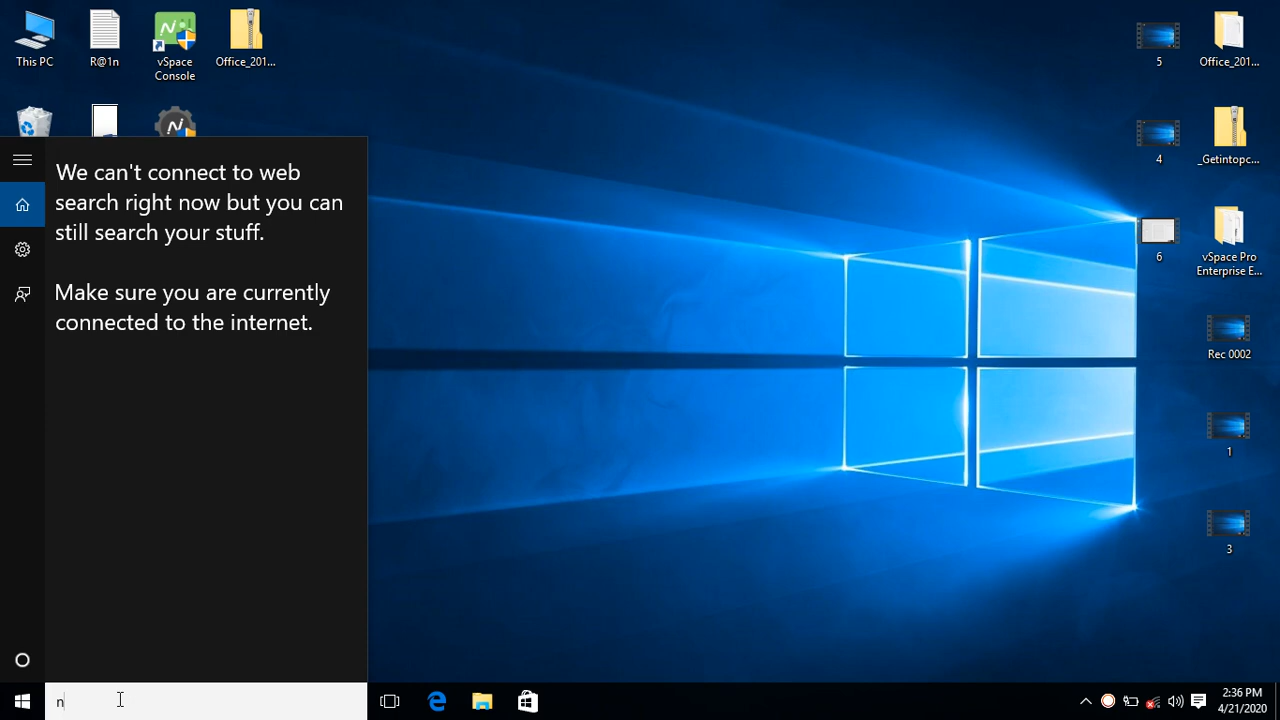 This PC
R@1n
vSpace
Console
Office_201...
5
Office_201...
4
_Getintopc...
6
vSpace Pro
Enterprise E...
Rec 0002
1
3
We can't connect to web
search right now but you can
still search your stuff.
Make sure you are currently
connected to the internet.
n
2:36 PM
4/21/2020